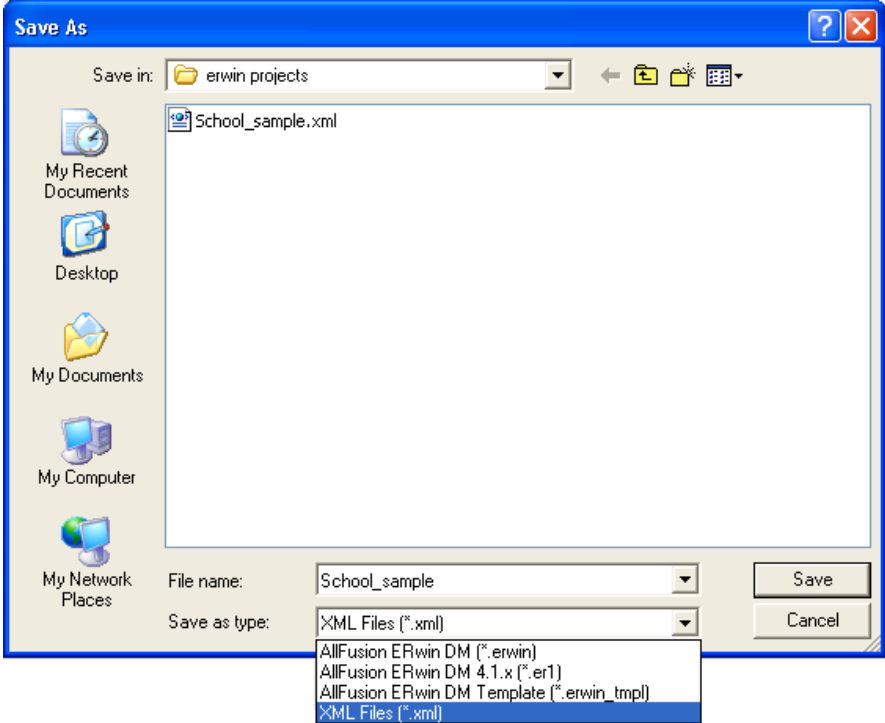 Save As
Save in: erwin projects
School_sample.xml
My Recent
Documents
Desktop
My Documents
My Computer
My Network
Places
File name: School_sample Save
Save as type: XML Files (*.xml) Cancel
AllFusion ERwin DM (*.erwin)
AllFusion ERwin DM 4.1.x (*.er1)
AllFusion ERwin DM Template (*.erwin_tmpl)
XML Files (*.xml)